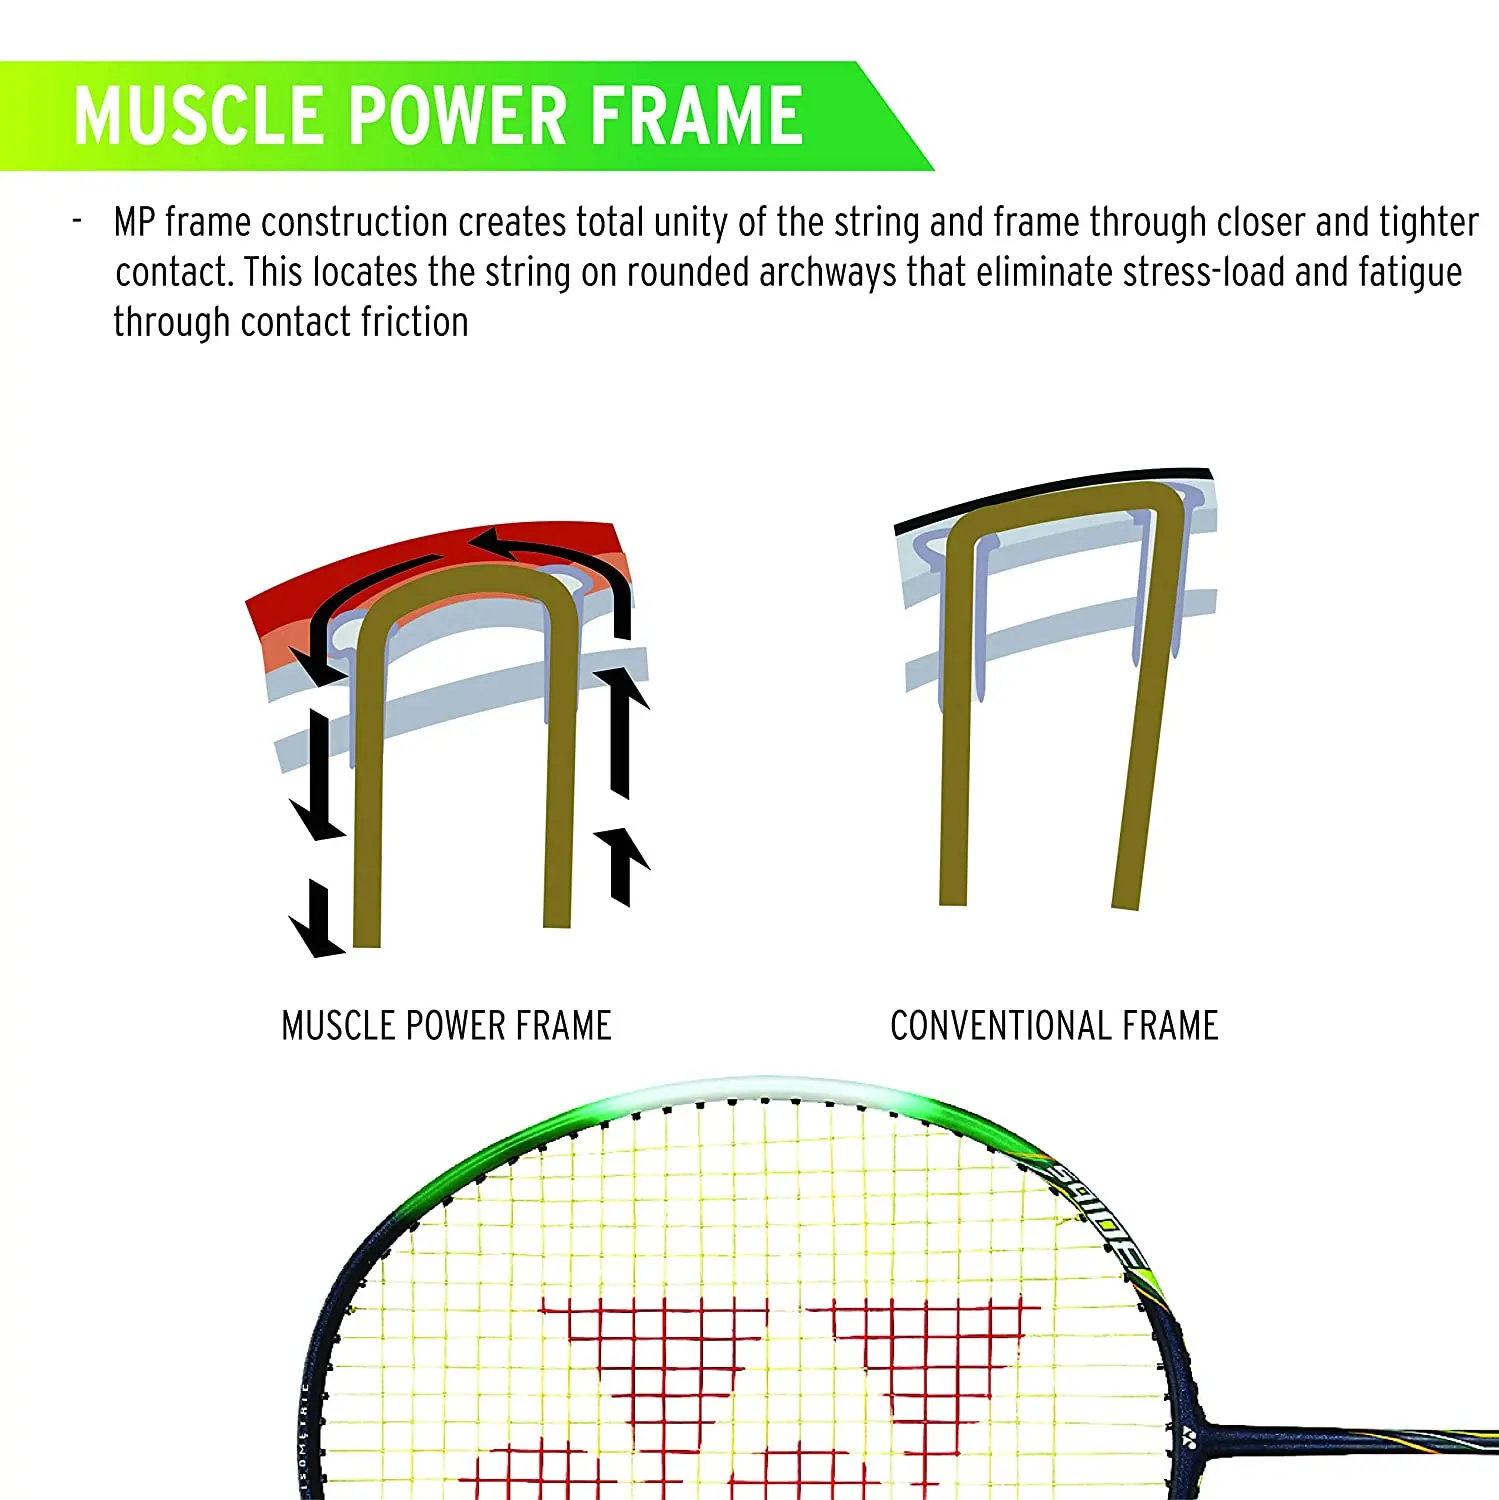 MUSCLE POWER FRAME
- MP frame construction creates total unity of the string and frame through closer and tighter
contact. This locates the string on rounded archways that eliminate stress-load and fatigue
through contact friction
MUSCLE POWER FRAME
CONVENTIONAL FRAME
ISOMETRIC